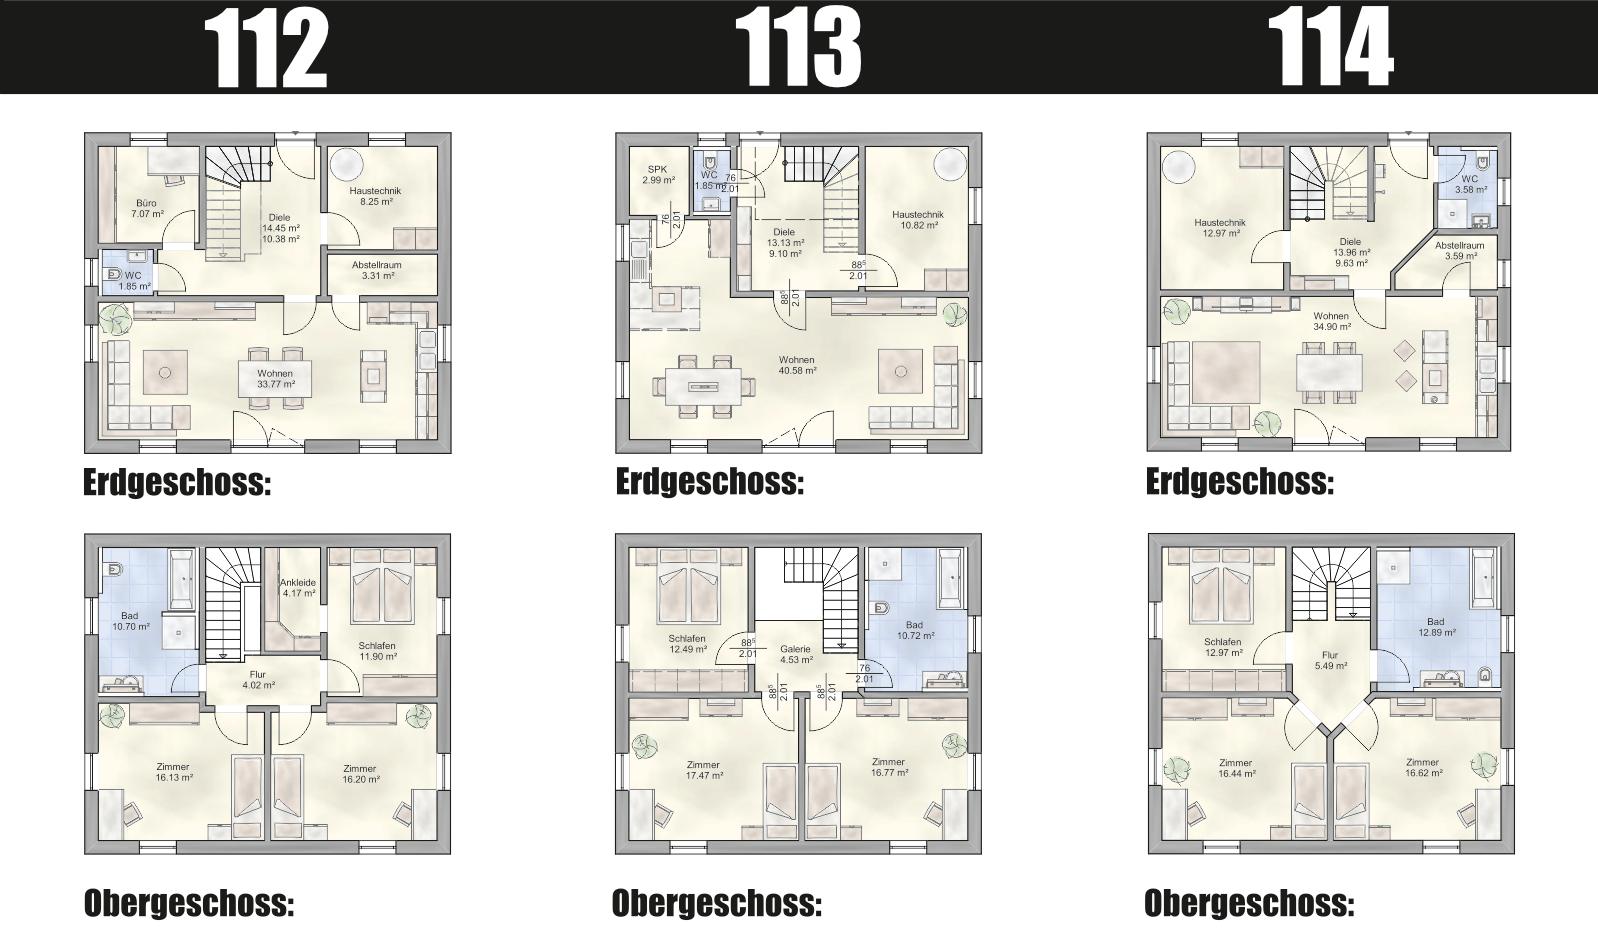 112
113
114
Büro
7.07 m²
Diele
14.45 m²
10.38 m²
Haustechnik
8.25 m²
WC
1.85 m²
Abstellraum
3.31 m²
Wohnen
33.77 m²
Erdgeschoss:
SPK
2.99 m²
WC
1.85 m²
76
2.01
76
2.01
Diele
13.13 m²
9.10 m²
Haustechnik
10.82 m²
88⁵
2.01
88⁵
2.01
Wohnen
40.58 m²
Erdgeschoss:
Haustechnik
12.97 m²
WC
3.58 m²
Diele
13.96 m²
9.63 m²
Abstellraum
3.59 m²
Wohnen
34.90 m²
Erdgeschoss:
Bad
10.70 m²
Ankleide
4.17 m²
Schlafen
11.90 m²
Flur
4.02 m²
Zimmer
16.13 m²
Zimmer
16.20 m²
Obergeschoss:
Schlafen
12.49 m²
88⁵
2.01
Galerie
4.53 m²
Bad
10.72 m²
76
2.01
88⁵
2.01
88⁵
2.01
Zimmer
17.47 m²
Zimmer
16.77 m²
Obergeschoss:
Schlafen
12.97 m²
Flur
5.49 m²
Bad
12.89 m²
Zimmer
16.44 m²
Zimmer
16.62 m²
Obergeschoss: